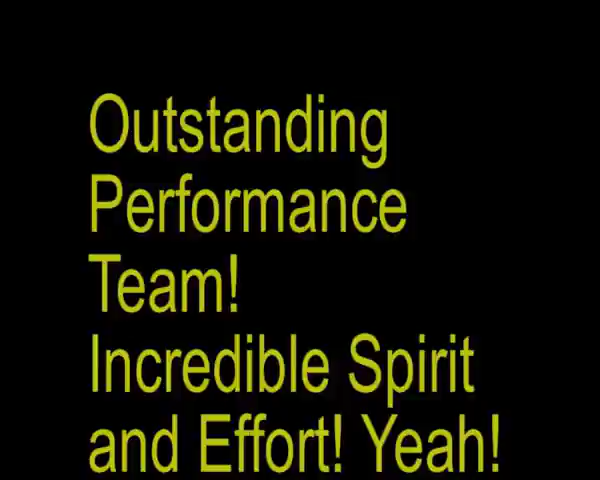 Outstanding
Performance
Team!
Incredible Spirit
and Effort! Yeah!